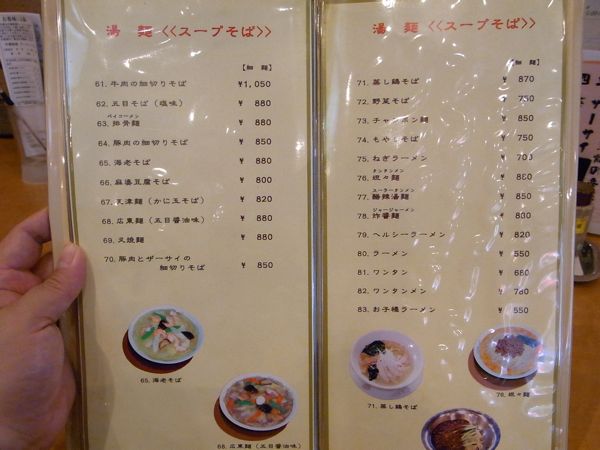 湯 麺 <<スープそば>>
【細 麺】
61. 牛肉の細切りそば ¥1,050
62. 五目そば (塩味) ¥ 880
パイコーメン
63. 排骨麺 ¥ 880
64. 豚肉の細切りそば ¥ 850
65. 海老そば ¥ 880
66. 麻婆豆腐そば ¥ 800
67. 天津麺 (かに玉そば) ¥ 820
68. 広東麺 (五目醤油味) ¥ 880
69. 叉焼麺 ¥ 880
70. 豚肉とザーサイの
細切りそば ¥ 850
65. 海老そば
68. 広東麺 (五目醤油味)
湯 麺 <<スープそば>>
【細 麺】
71. 蒸し鶏そば ¥ 870
72. 野菜そば ¥ 750
73. チャンポン麺 ¥ 850
74. もやしそば ¥ 750
75. ねぎラーメン ¥ 700
タンタンメン
76. 坦々麺 ¥ 880
スーラータンメン
77. 酸辣湯麺 ¥ 880
ジャージャーメン
78. 炸醤麺 ¥ 830
79. ヘルシーラーメン ¥ 820
80. ラーメン ¥ 550
81. ワンタン ¥ 680
82. ワンタンメン ¥ 780
83. お子様ラーメン ¥ 550
71. 蒸し鶏そば
76. 坦々麺